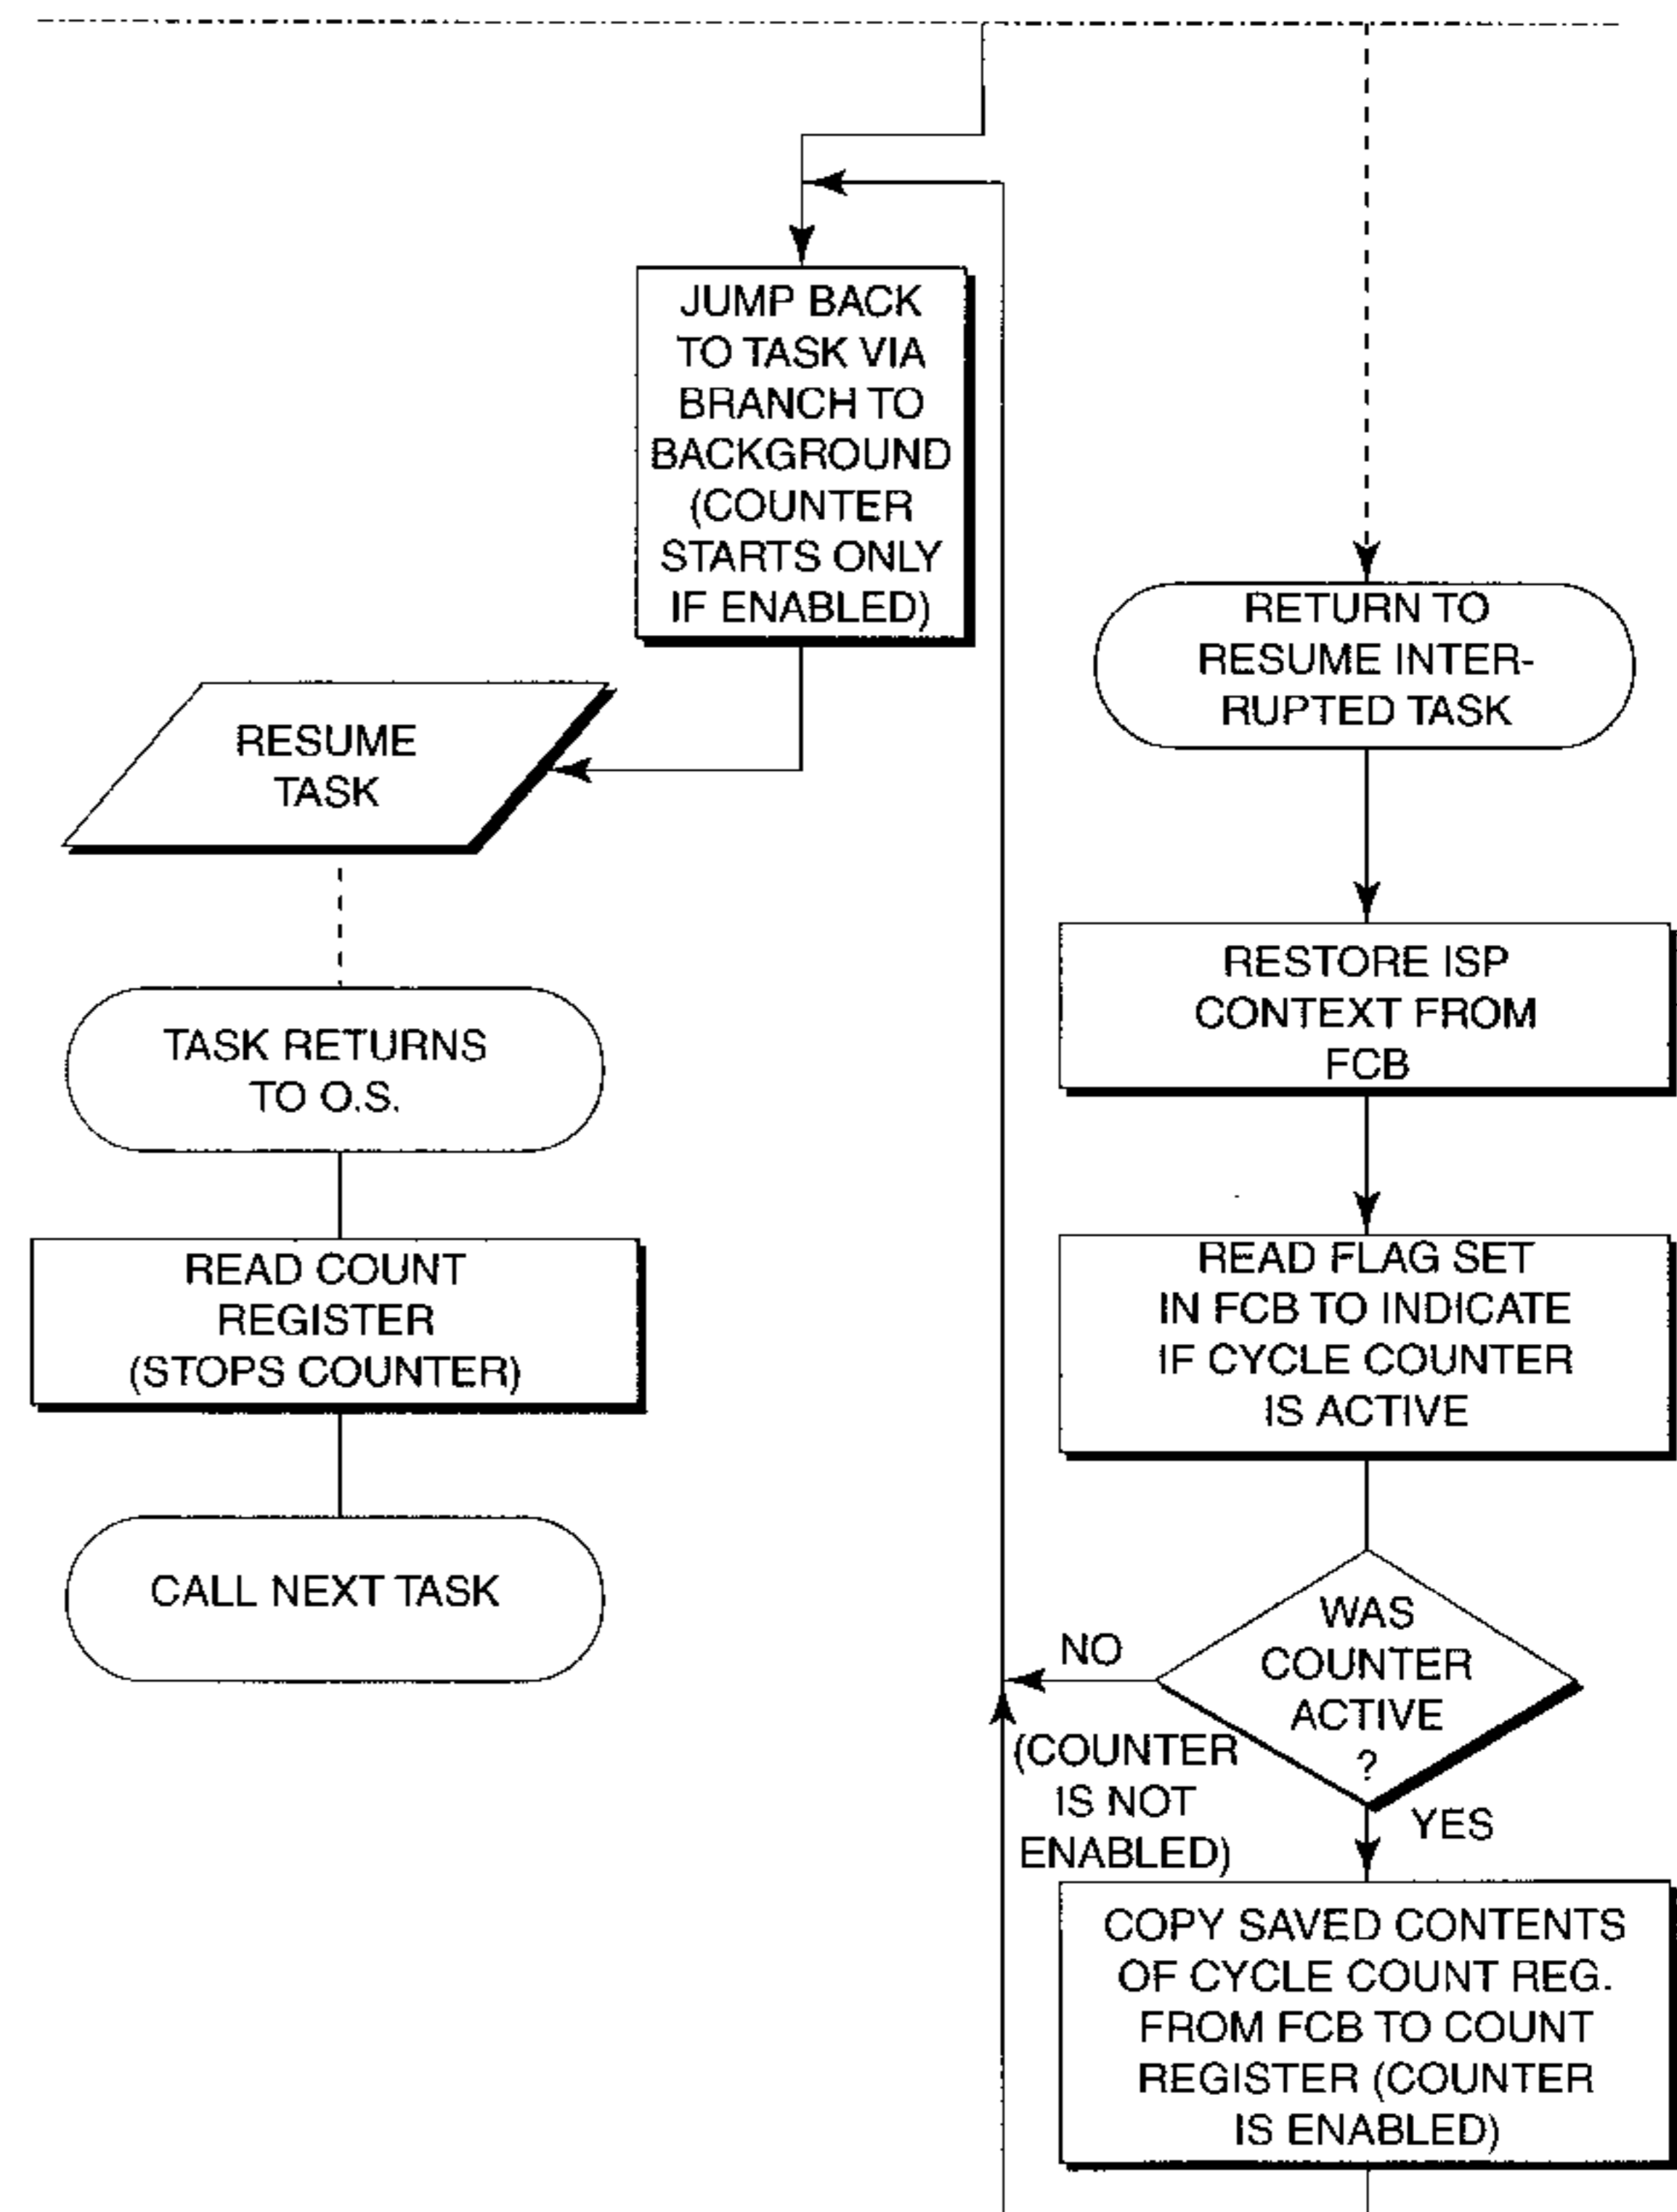 JUMP BACK
TO TASK VIA
BRANCH TO
BACKGROUND
(COUNTER
STARTS ONLY
IF ENABLED)
RESUME
TASK
TASK RETURNS
TO O.S.
READ COUNT
REGISTER
(STOPS COUNTER)
CALL NEXT TASK
RETURN TO
RESUME INTER-
RUPTED TASK
RESTORE ISP
CONTEXT FROM
FCB
READ FLAG SET
IN FCB TO INDICATE
IF CYCLE COUNTER
IS ACTIVE
WAS
COUNTER
ACTIVE
?
NO
(COUNTER
IS NOT
ENABLED)
YES
COPY SAVED CONTENTS
OF CYCLE COUNT REG.
FROM FCB TO COUNT
REGISTER (COUNTER
IS ENABLED)